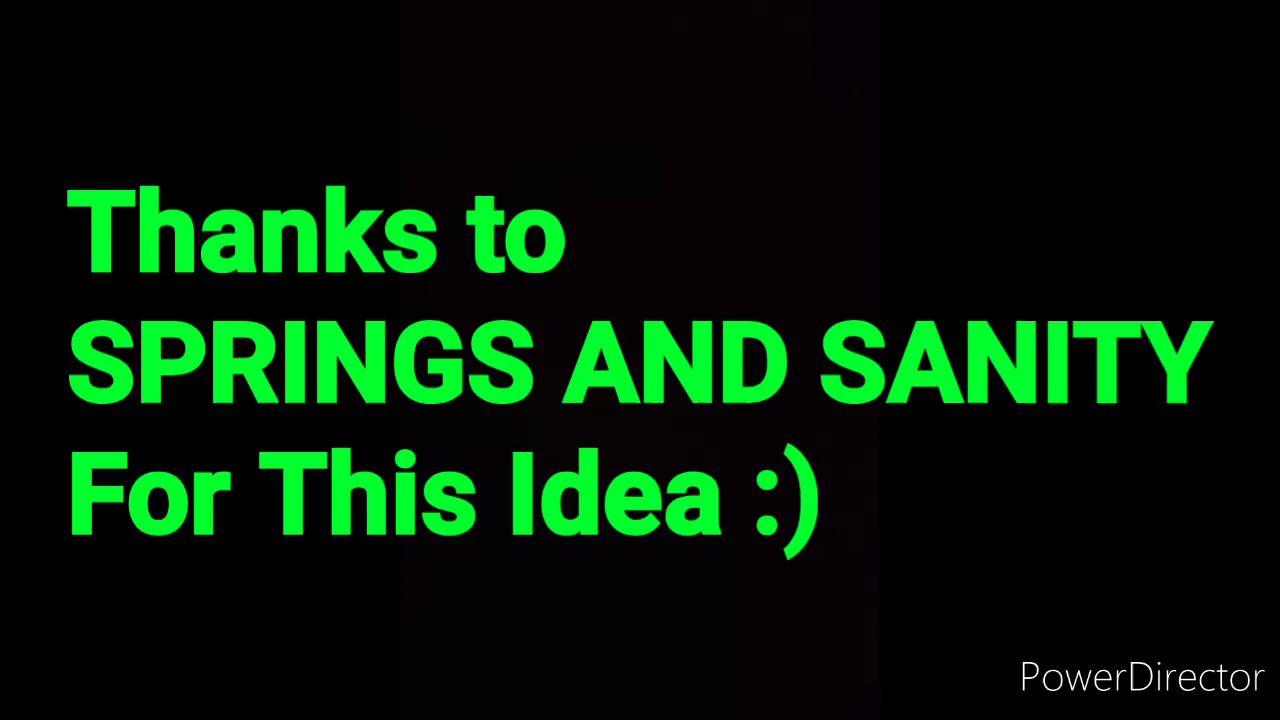 Thanks to
SPRINGS AND SANITY
For This Idea :)
PowerDirector